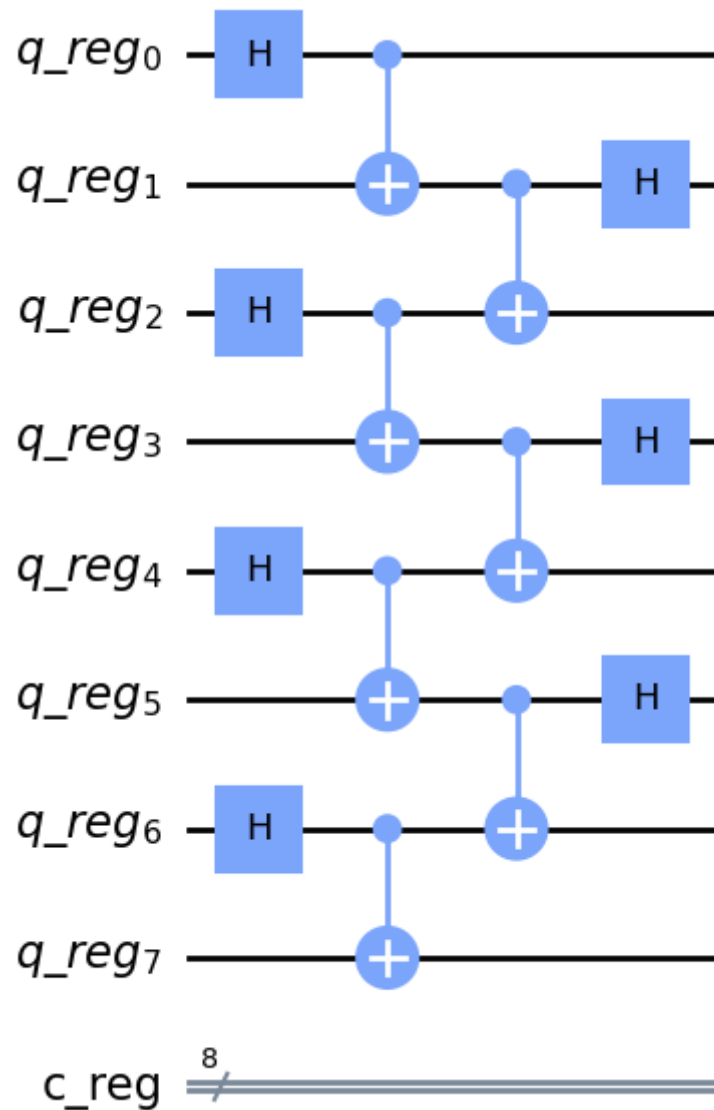 q_reg0 H
q_reg1 H
q_reg2 H
q_reg3 H
q_reg4 H
q_reg5 H
q_reg6 H
q_reg7
8
c_reg